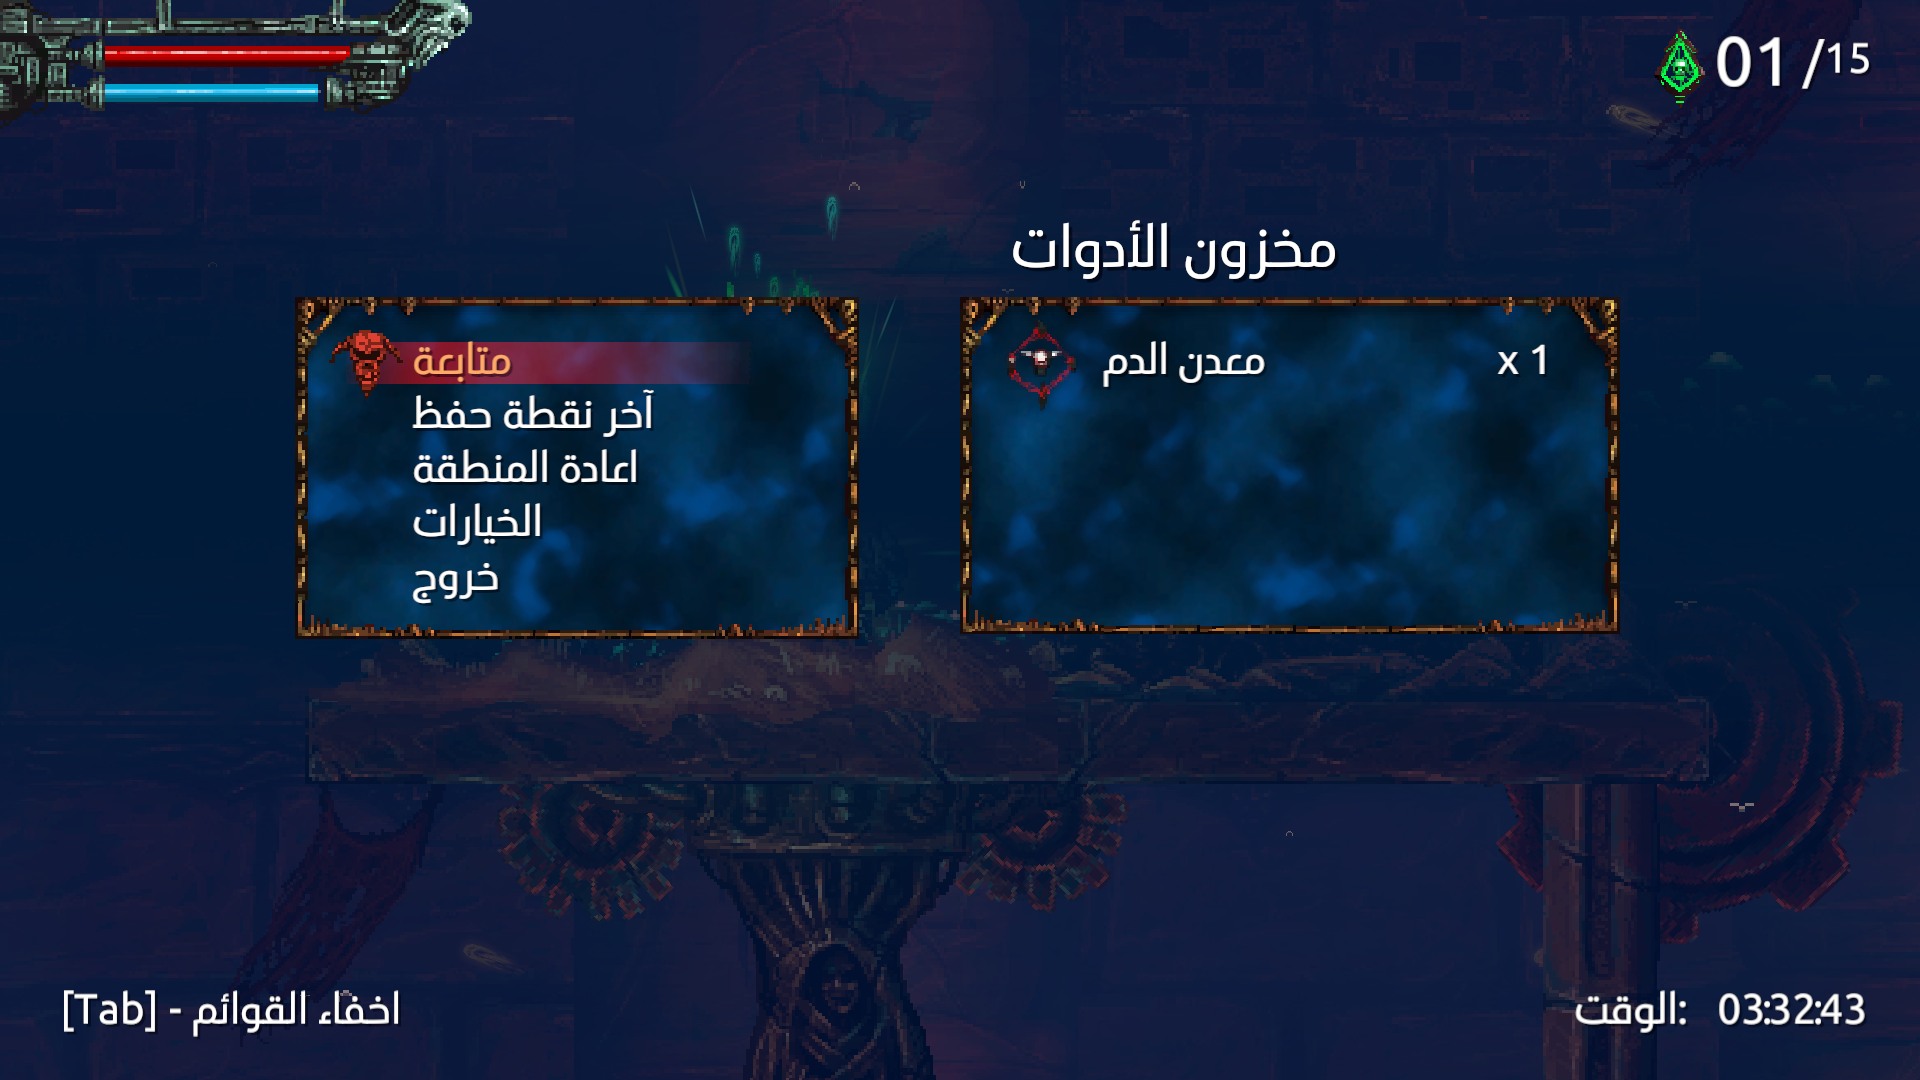 01/15
مخزون الأدوات
متابعة
آخر نقطة حفظ
اعادة المنطقة
الخيارات
خروج
معدن الدم x 1
[Tab] - اخفاء القوائم
الوقت: 03:32:43